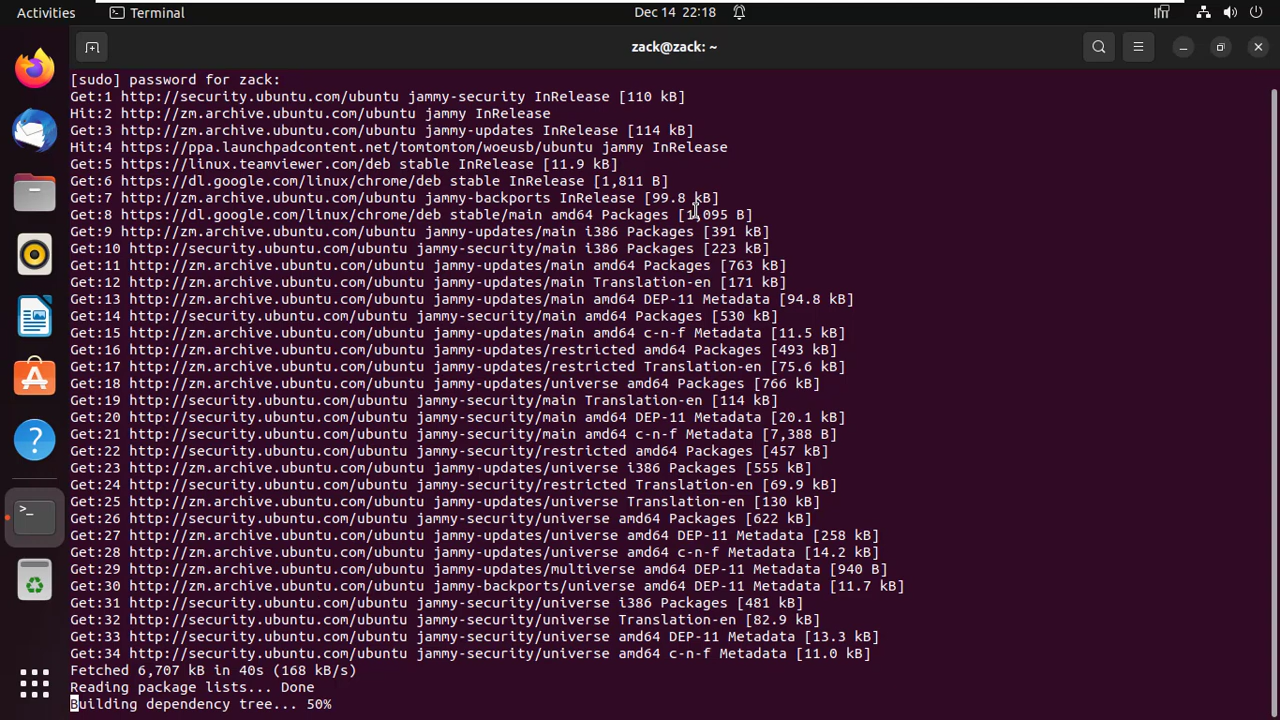 Activities Terminal Dec 14 22:18
zack@zack: ~
[sudo] password for zack:
Get:1 http://security.ubuntu.com/ubuntu jammy-security InRelease [110 kB]
Hit:2 http://zm.archive.ubuntu.com/ubuntu jammy InRelease
Get:3 http://zm.archive.ubuntu.com/ubuntu jammy-updates InRelease [114 kB]
Hit:4 https://ppa.launchpadcontent.net/tomtomtom/woeusb/ubuntu jammy InRelease
Get:5 https://linux.teamviewer.com/deb stable InRelease [11.9 kB]
Get:6 https://dl.google.com/linux/chrome/deb stable InRelease [1,811 B]
Get:7 http://zm.archive.ubuntu.com/ubuntu jammy-backports InRelease [99.8 kB]
Get:8 https://dl.google.com/linux/chrome/deb stable/main amd64 Packages [1,095 B]
Get:9 http://zm.archive.ubuntu.com/ubuntu jammy-updates/main i386 Packages [391 kB]
Get:10 http://security.ubuntu.com/ubuntu jammy-security/main i386 Packages [223 kB]
Get:11 http://zm.archive.ubuntu.com/ubuntu jammy-updates/main amd64 Packages [763 kB]
Get:12 http://zm.archive.ubuntu.com/ubuntu jammy-updates/main Translation-en [171 kB]
Get:13 http://zm.archive.ubuntu.com/ubuntu jammy-updates/main amd64 DEP-11 Metadata [94.8 kB]
Get:14 http://security.ubuntu.com/ubuntu jammy-security/main amd64 Packages [530 kB]
Get:15 http://zm.archive.ubuntu.com/ubuntu jammy-updates/main amd64 c-n-f Metadata [11.5 kB]
Get:16 http://zm.archive.ubuntu.com/ubuntu jammy-updates/restricted amd64 Packages [493 kB]
Get:17 http://zm.archive.ubuntu.com/ubuntu jammy-updates/restricted Translation-en [75.6 kB]
Get:18 http://zm.archive.ubuntu.com/ubuntu jammy-updates/universe amd64 Packages [766 kB]
Get:19 http://security.ubuntu.com/ubuntu jammy-security/main Translation-en [114 kB]
Get:20 http://security.ubuntu.com/ubuntu jammy-security/main amd64 DEP-11 Metadata [20.1 kB]
Get:21 http://security.ubuntu.com/ubuntu jammy-security/main amd64 c-n-f Metadata [7,388 B]
Get:22 http://security.ubuntu.com/ubuntu jammy-security/restricted amd64 Packages [457 kB]
Get:23 http://zm.archive.ubuntu.com/ubuntu jammy-updates/universe i386 Packages [555 kB]
Get:24 http://security.ubuntu.com/ubuntu jammy-security/restricted Translation-en [69.9 kB]
Get:25 http://zm.archive.ubuntu.com/ubuntu jammy-updates/universe Translation-en [130 kB]
Get:26 http://security.ubuntu.com/ubuntu jammy-security/universe amd64 Packages [622 kB]
Get:27 http://zm.archive.ubuntu.com/ubuntu jammy-updates/universe amd64 DEP-11 Metadata [258 kB]
Get:28 http://zm.archive.ubuntu.com/ubuntu jammy-updates/universe amd64 c-n-f Metadata [14.2 kB]
Get:29 http://zm.archive.ubuntu.com/ubuntu jammy-updates/multiverse amd64 DEP-11 Metadata [940 B]
Get:30 http://zm.archive.ubuntu.com/ubuntu jammy-backports/universe amd64 DEP-11 Metadata [11.7 kB]
Get:31 http://security.ubuntu.com/ubuntu jammy-security/universe i386 Packages [481 kB]
Get:32 http://security.ubuntu.com/ubuntu jammy-security/universe Translation-en [82.9 kB]
Get:33 http://security.ubuntu.com/ubuntu jammy-security/universe amd64 DEP-11 Metadata [13.3 kB]
Get:34 http://security.ubuntu.com/ubuntu jammy-security/universe amd64 c-n-f Metadata [11.0 kB]
Fetched 6,707 kB in 40s (168 kB/s)
Reading package lists... Done
Building dependency tree... 50%